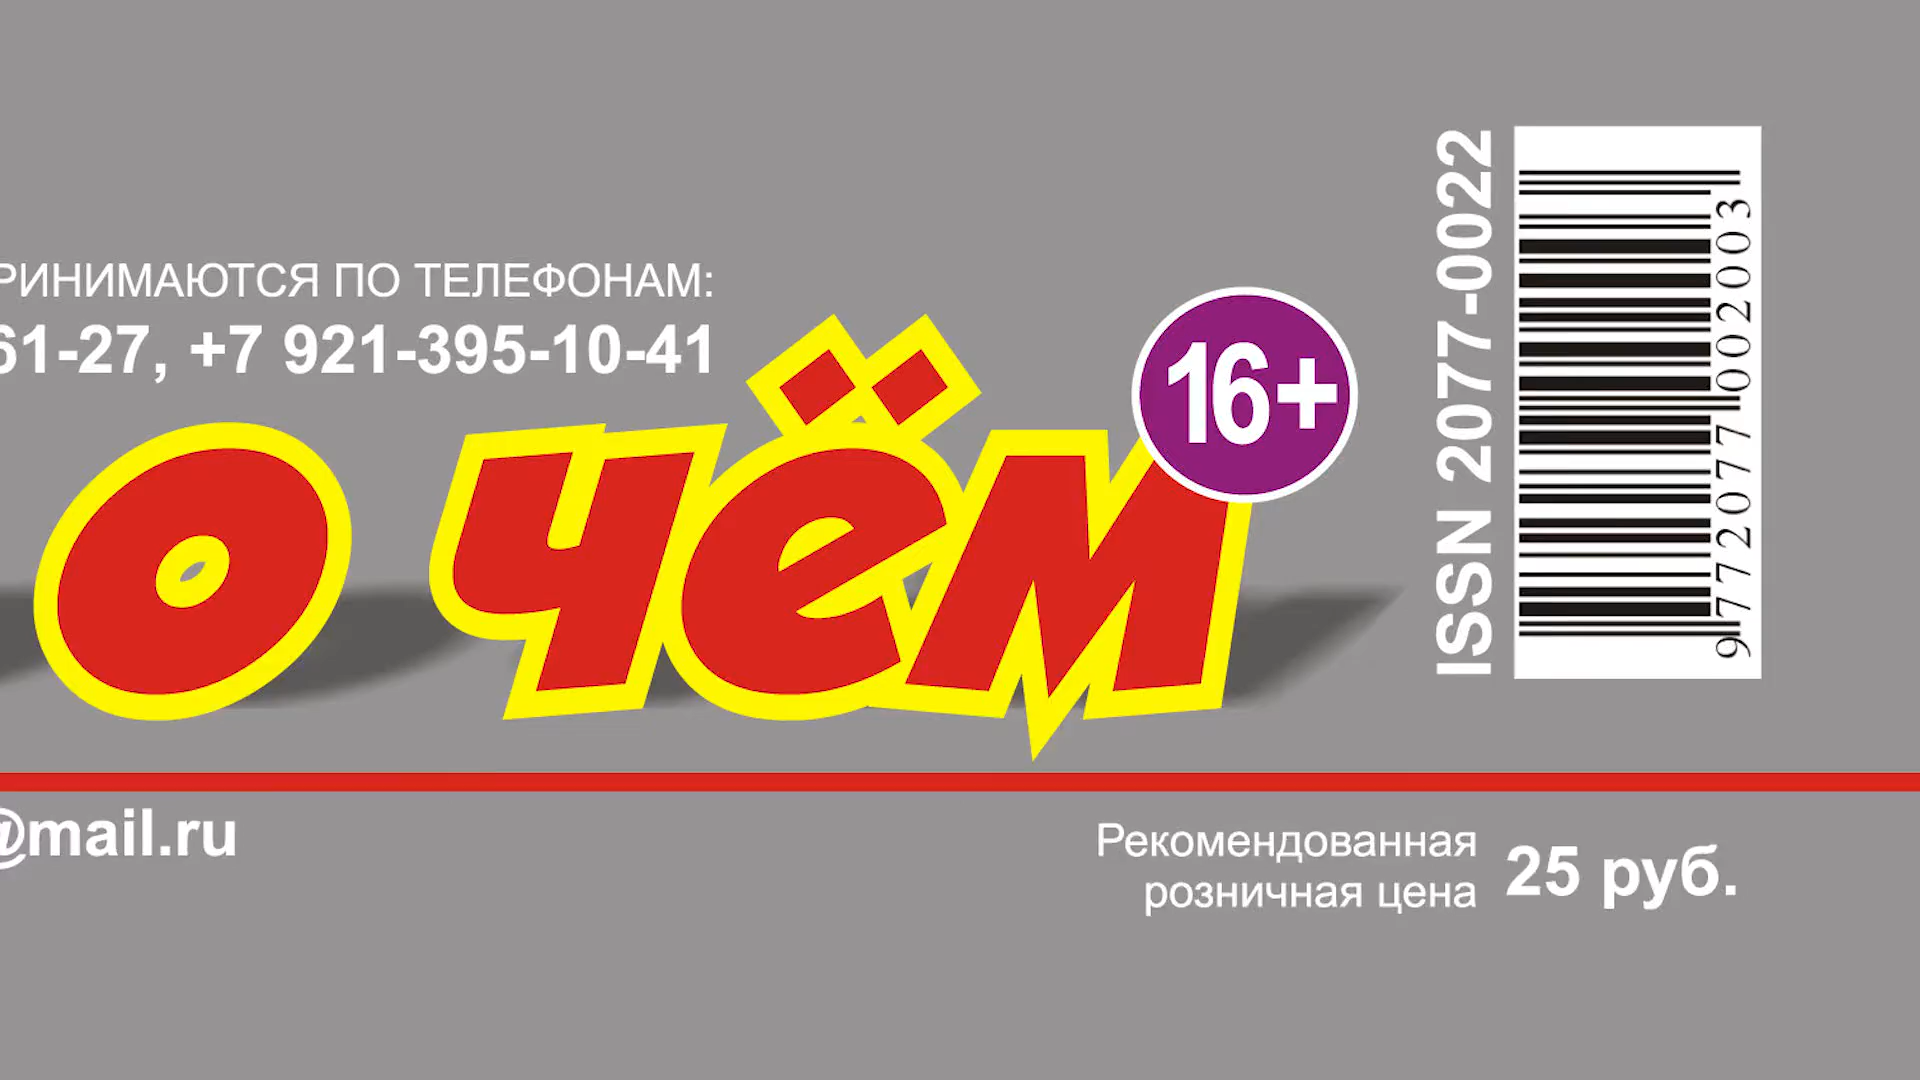 РИНИМАЮТСЯ ПО ТЕЛЕФОНАМ:
61-27, +7 921-395-10-41
о чём
16+
ISSN 2077-0022
9 772077 002003
@mail.ru
Рекомендованная
розничная цена
25 руб.